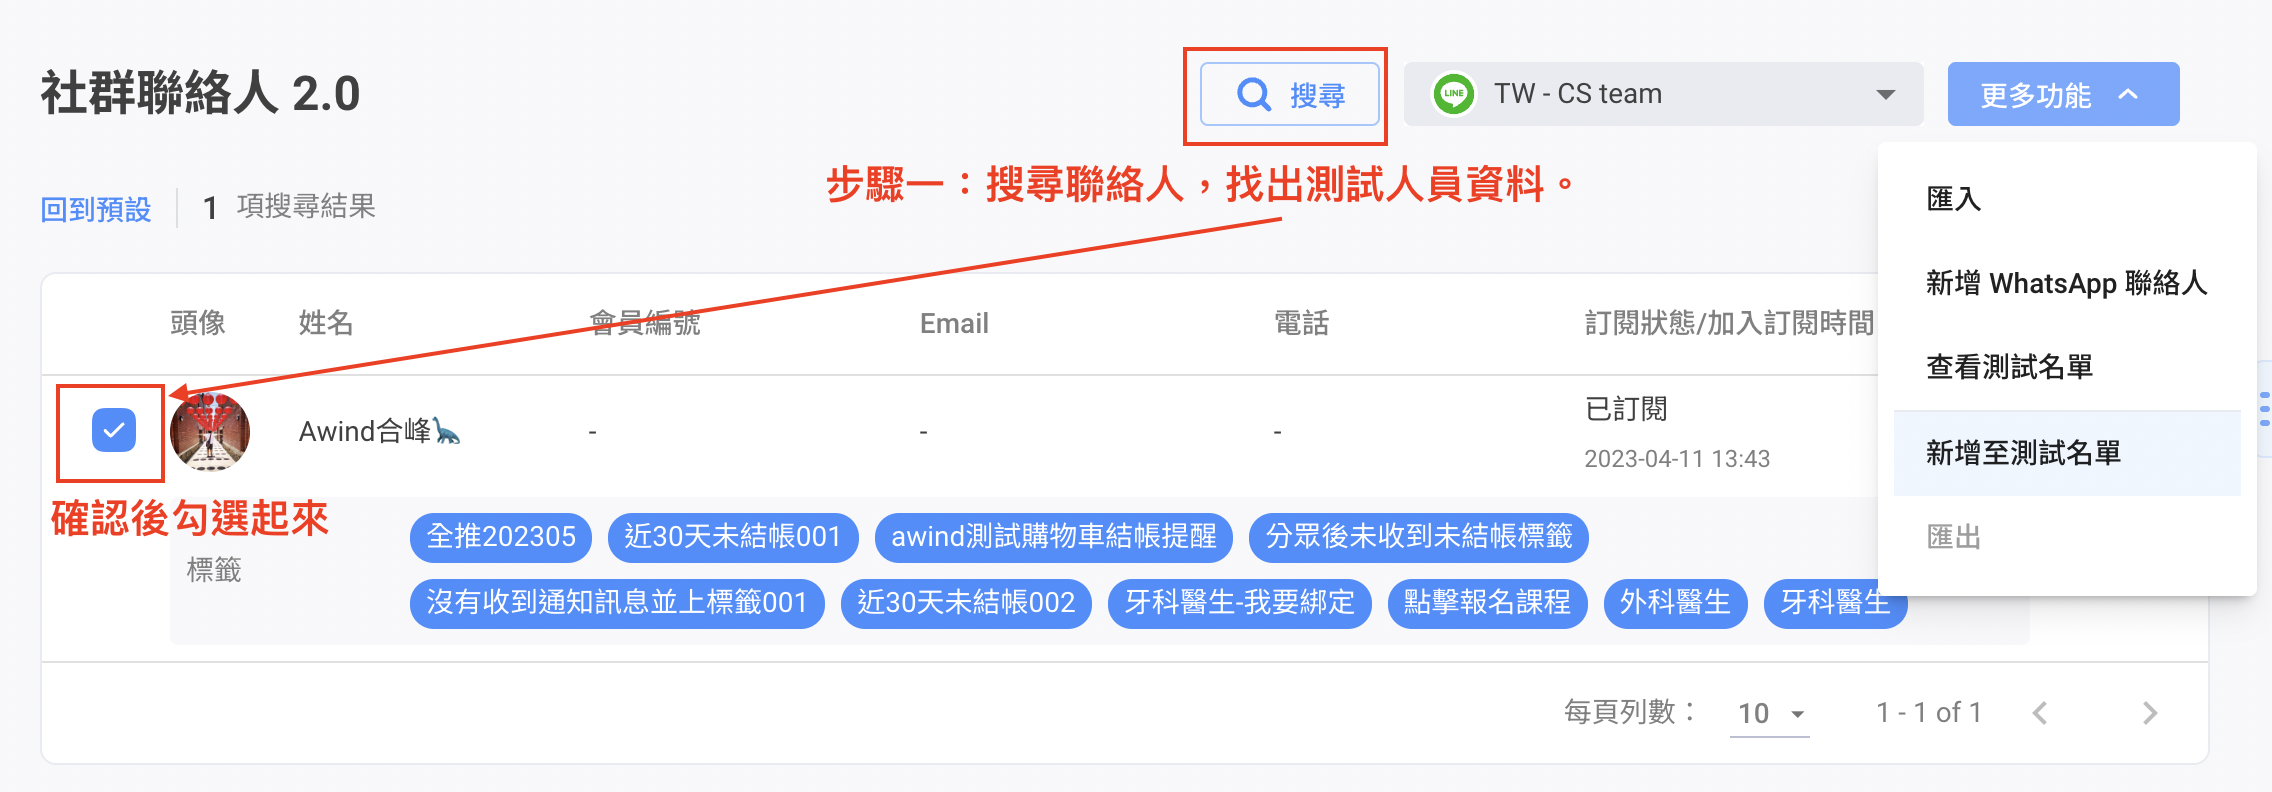 社群聯絡人 2.0
搜尋
LINE
TW - CS team
更多功能
步驟一：搜尋聯絡人，找出測試人員資料。
回到預設
1 項搜尋結果
匯入
新增 WhatsApp 聯絡人
查看測試名單
新增至測試名單
匯出
頭像 姓名 會員編號 Email 電話 訂閱狀態/加入訂閱時間
Awind合峰🦕 - - - 已訂閱
2023-04-11 13:43
確認後勾選起來
標籤
全推202305 近30天未結帳001 awind測試購物車結帳提醒 分眾後未收到未結帳標籤
沒有收到通知訊息並上標籤001 近30天未結帳002 牙科醫生-我要綁定 點擊報名課程 外科醫生 牙科醫生
每頁列數： 10 1 - 1 of 1